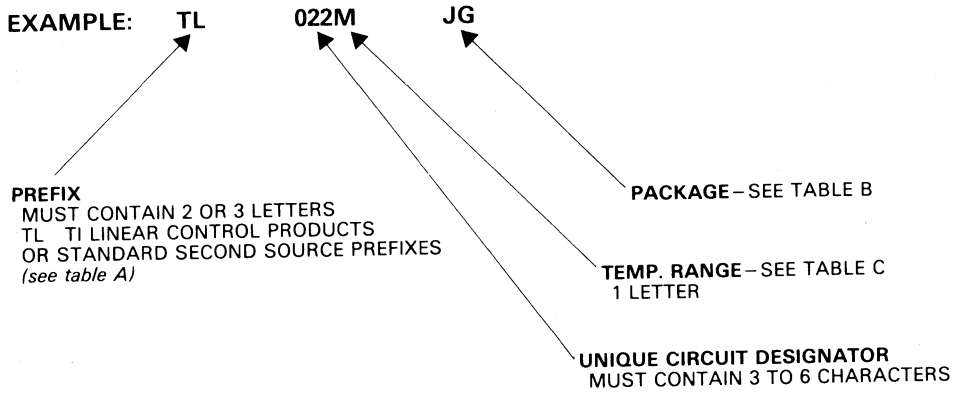 EXAMPLE: TL 022M JG
PREFIX
MUST CONTAIN 2 OR 3 LETTERS
TL TI LINEAR CONTROL PRODUCTS
OR STANDARD SECOND SOURCE PREFIXES
(see table A)
PACKAGE–SEE TABLE B
TEMP. RANGE–SEE TABLE C
1 LETTER
UNIQUE CIRCUIT DESIGNATOR
MUST CONTAIN 3 TO 6 CHARACTERS